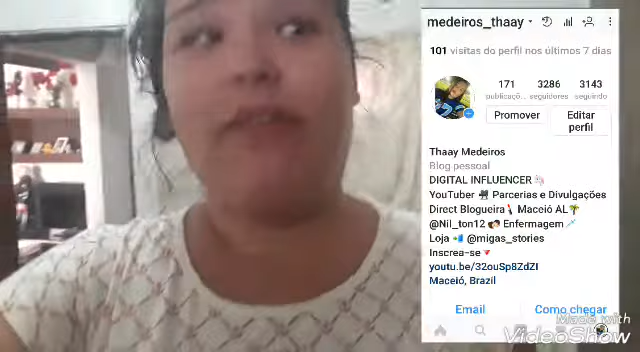 medeiros_thaay
101 visitas do perfil nos últimos 7 dias
171 3286 3143
publicaçõ... seguidores seguindo
Promover Editar perfil
Thaay Medeiros
Blog pessoal
DIGITAL INFLUENCER
YouTuber Parcerias e Divulgações
Direct Blogueira Maceió AL
@Nil_ton12 Enfermagem
Loja @migas_stories
Inscrea-se
youtu.be/32ouSp8ZdZI
Maceió, Brazil
Email Como chegar
Made with
VideoShow